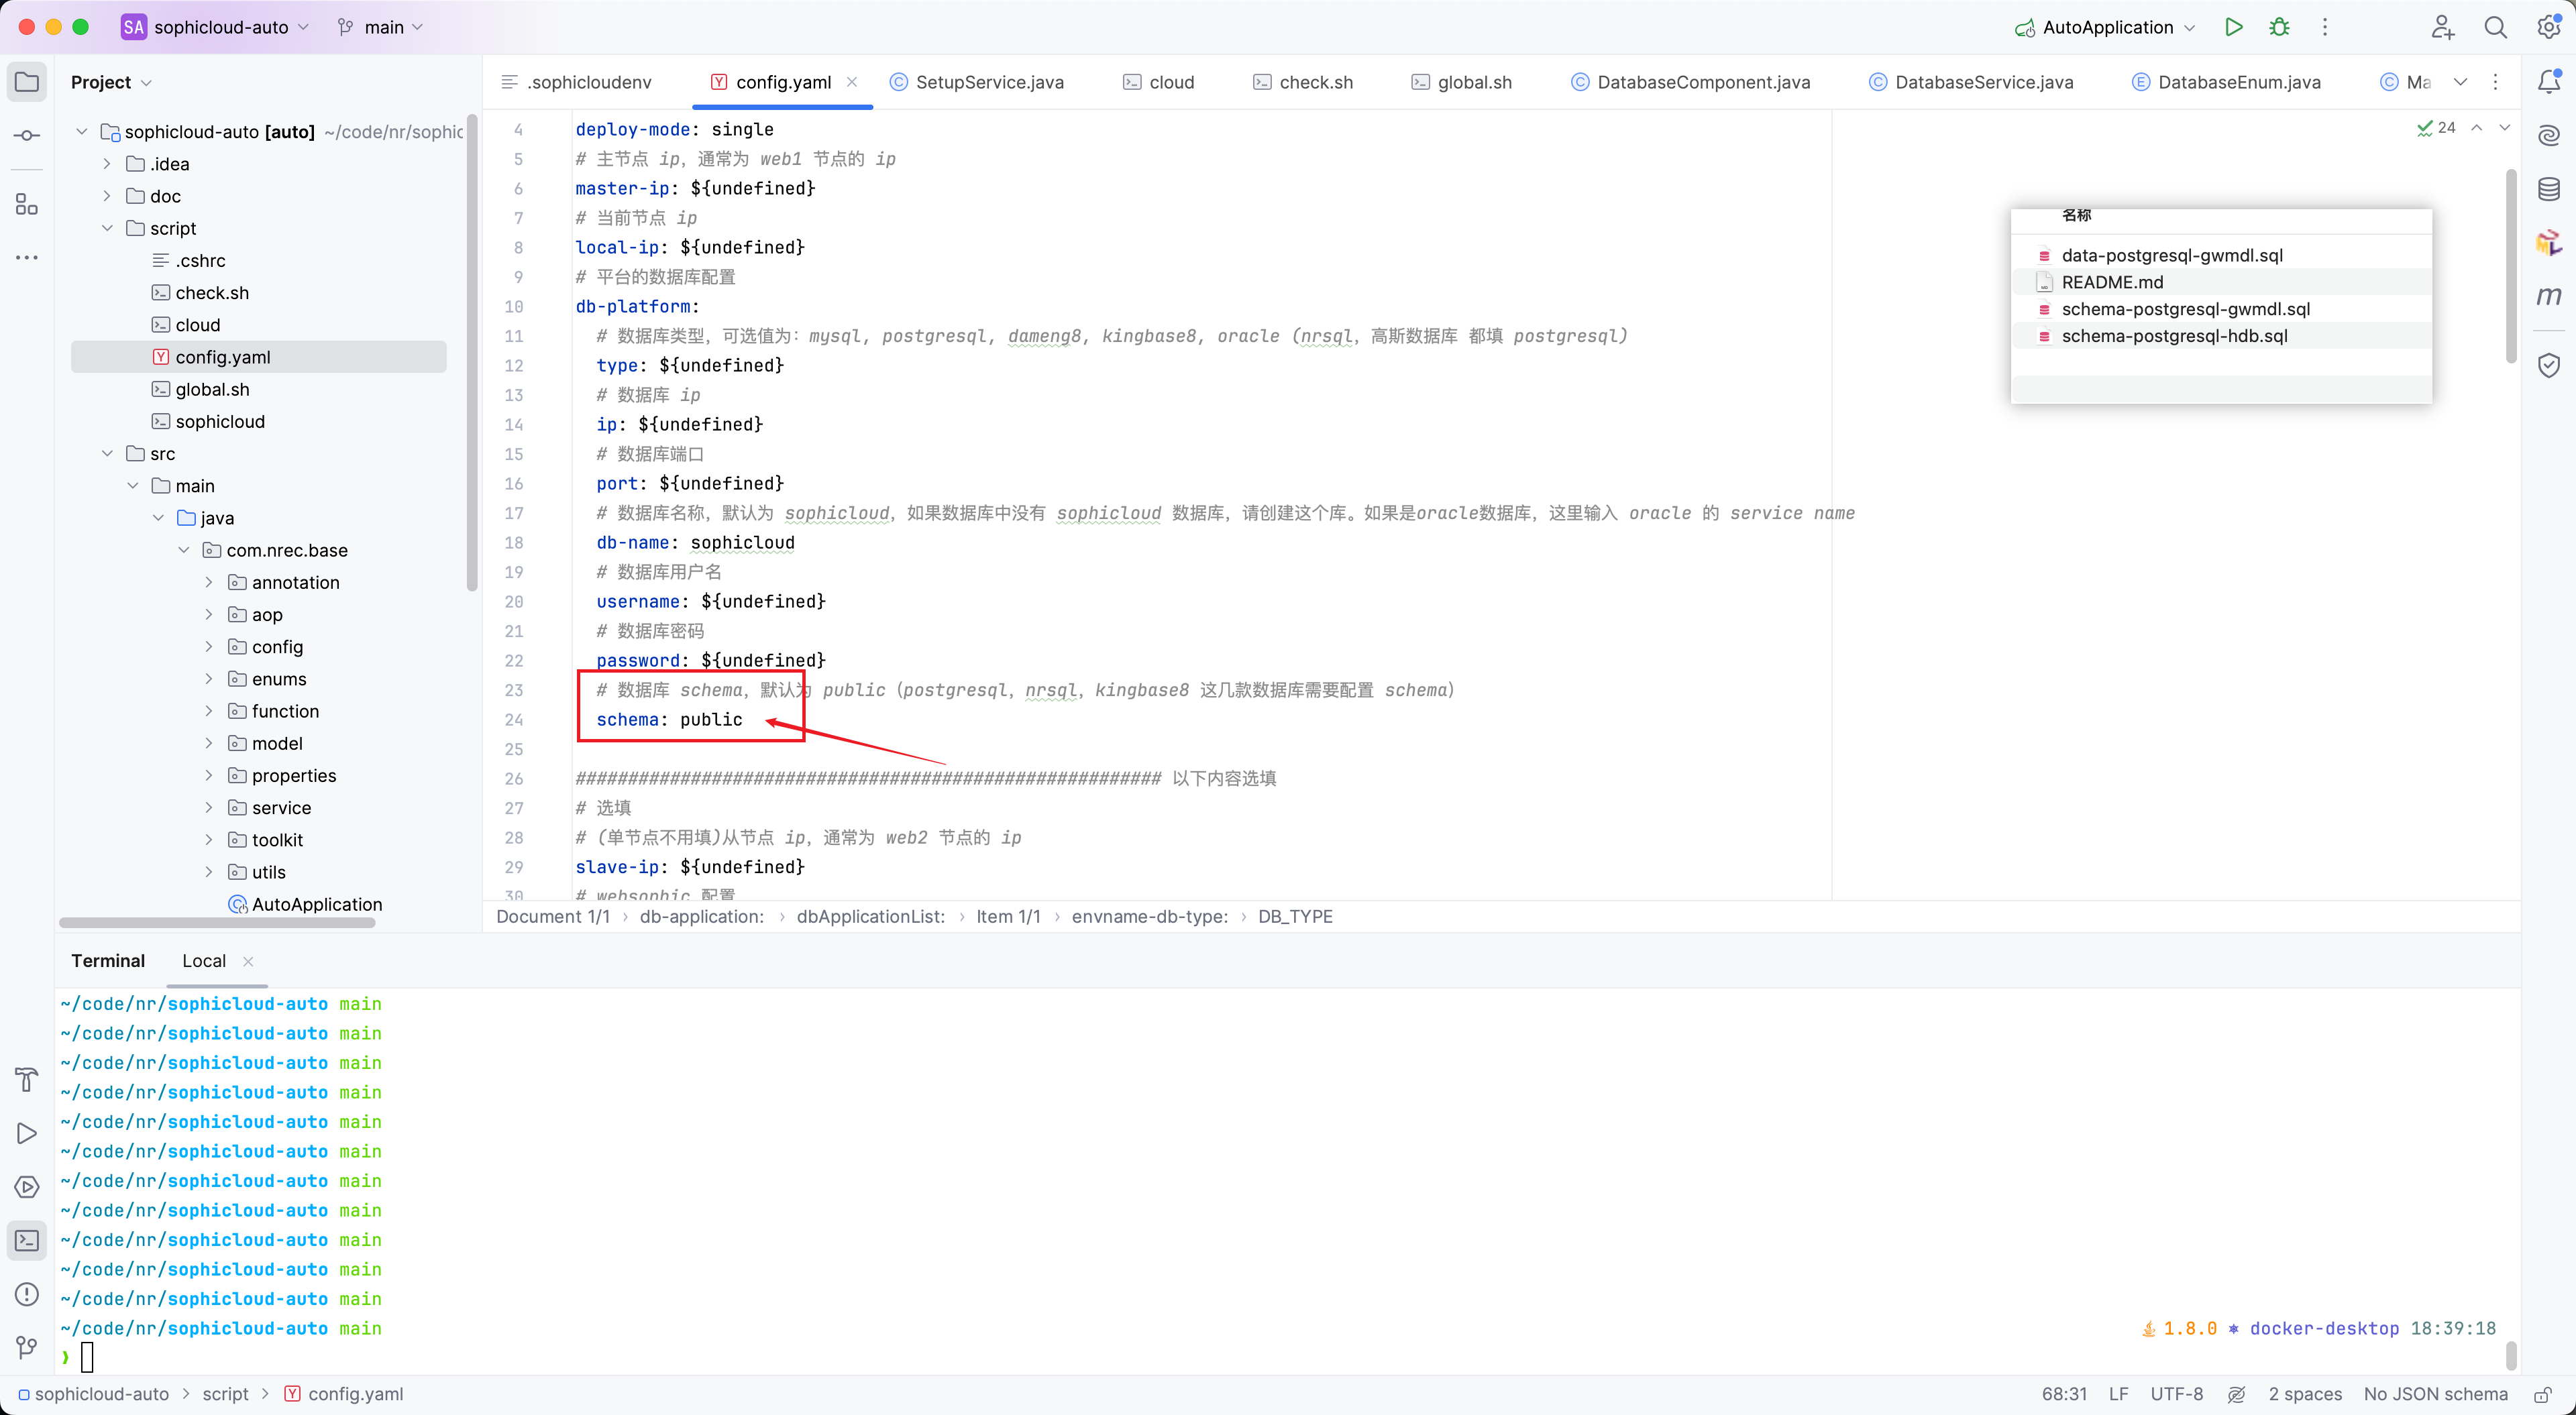 SA sophicloud-auto main AutoApplication
Project
.sophicloudenv config.yaml SetupService.java cloud check.sh global.sh DatabaseComponent.java DatabaseService.java DatabaseEnum.java Ma
sophicloud-auto [auto] ~/code/nr/sophic
.idea
doc
script
.cshrc
check.sh
cloud
config.yaml
global.sh
sophicloud
src
main
java
com.nrec.base
annotation
aop
config
enums
function
model
properties
service
toolkit
utils
AutoApplication
24
4 deploy-mode: single
5 # 主节点 ip，通常为 web1 节点的 ip
6 master-ip: ${undefined}
7 # 当前节点 ip
8 local-ip: ${undefined}
9 # 平台的数据库配置
10 db-platform:
11 # 数据库类型，可选值为：mysql, postgresql, dameng8, kingbase8, oracle (nrsql，高斯数据库 都填 postgresql)
12 type: ${undefined}
13 # 数据库 ip
14 ip: ${undefined}
15 # 数据库端口
16 port: ${undefined}
17 # 数据库名称，默认为 sophicloud，如果数据库中没有 sophicloud 数据库，请创建这个库。如果是oracle数据库，这里输入 oracle 的 service name
18 db-name: sophicloud
19 # 数据库用户名
20 username: ${undefined}
21 # 数据库密码
22 password: ${undefined}
23 # 数据库 schema，默认为 public（postgresql，nrsql，kingbase8 这几款数据库需要配置 schema）
24 schema: public
25
26 ######################################################## 以下内容选填
27 # 选填
28 # (单节点不用填)从节点 ip，通常为 web2 节点的 ip
29 slave-ip: ${undefined}
30 # websophic 配置
名称
data-postgresql-gwmdl.sql
README.md
schema-postgresql-gwmdl.sql
schema-postgresql-hdb.sql
Document 1/1 › db-application: › dbApplicationList: › Item 1/1 › envname-db-type: › DB_TYPE
Terminal Local
~/code/nr/sophicloud-auto main
~/code/nr/sophicloud-auto main
~/code/nr/sophicloud-auto main
~/code/nr/sophicloud-auto main
~/code/nr/sophicloud-auto main
~/code/nr/sophicloud-auto main
~/code/nr/sophicloud-auto main
~/code/nr/sophicloud-auto main
~/code/nr/sophicloud-auto main
~/code/nr/sophicloud-auto main
~/code/nr/sophicloud-auto main
~/code/nr/sophicloud-auto main 1.8.0 docker-desktop 18:39:18
❯
sophicloud-auto › script › config.yaml 68:31 LF UTF-8 2 spaces No JSON schema